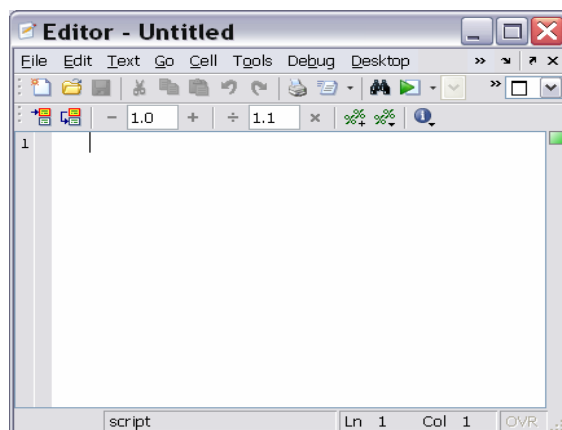 Editor - Untitled
File Edit Text Go Cell Tools Debug Desktop
1.0 1.1
1
script Ln 1 Col 1 OVR